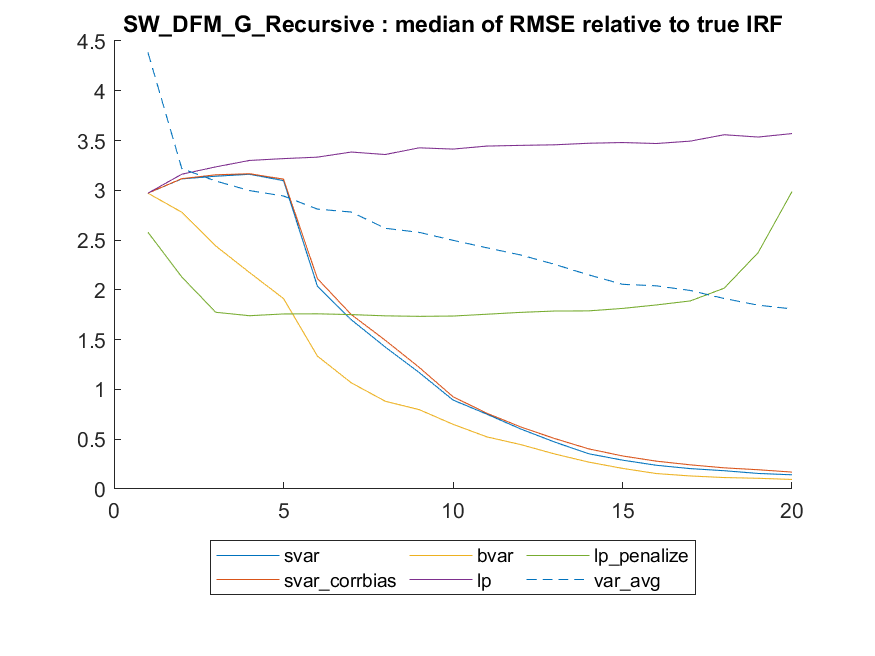 SW_DFM_G_Recursive : median of RMSE relative to true IRF
4.5
4
3.5
3
2.5
2
1.5
1
0.5
0
0 5 10 15 20
svar bvar lp_penalize
svar_corrbias lp var_avg